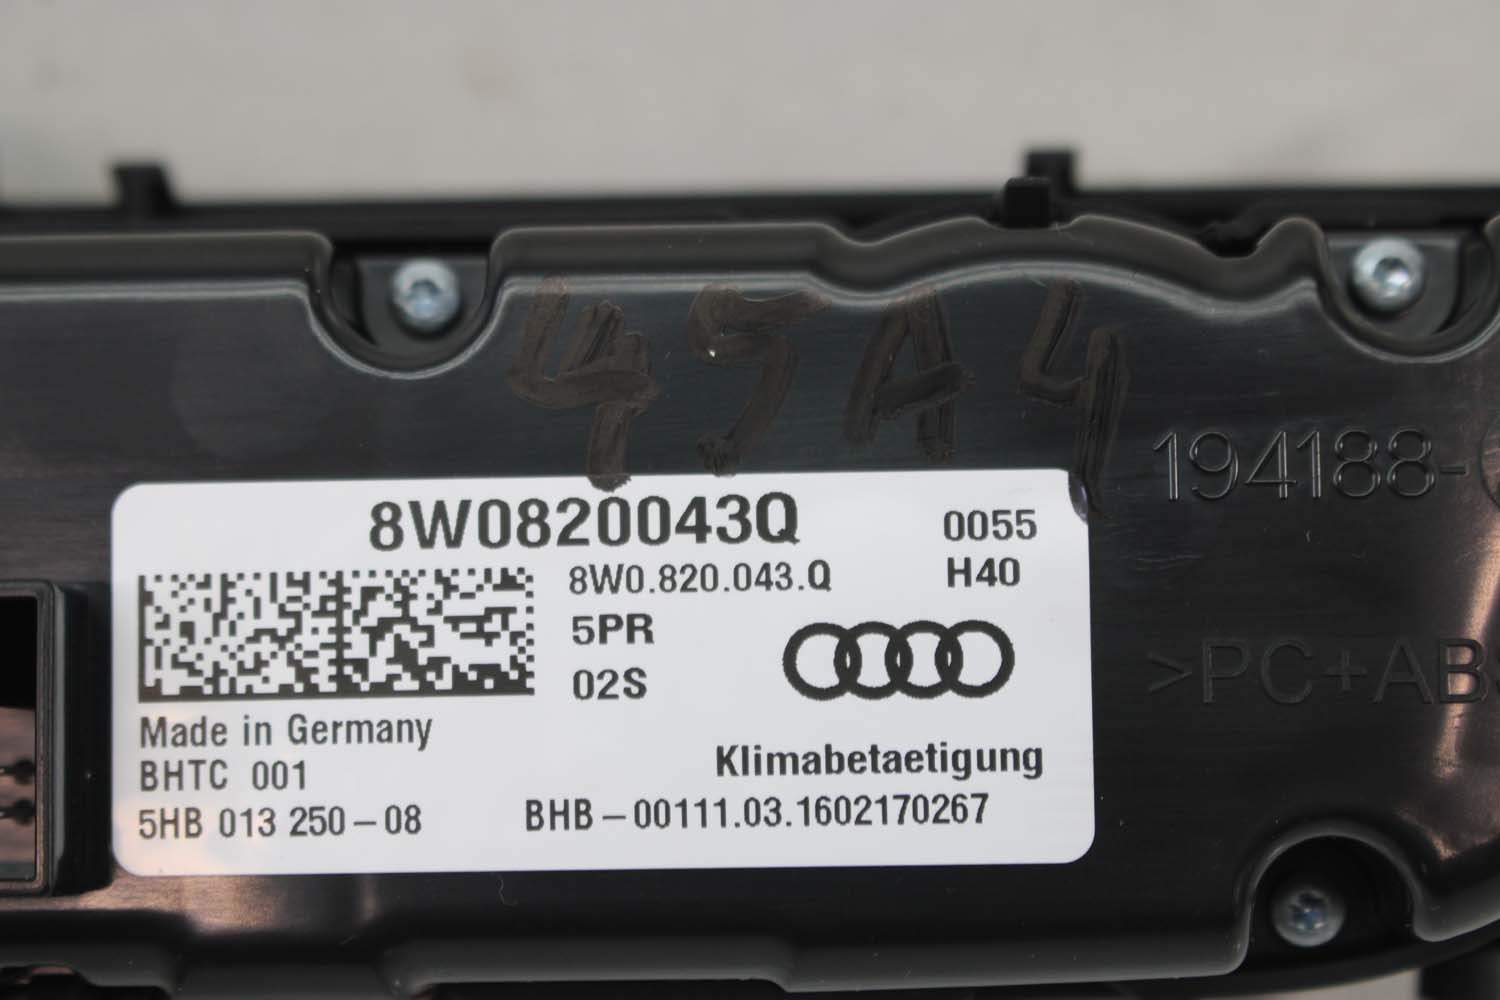 45A4
194188-
8W0820043Q 0055
8W0.820.043.Q H40
5PR
02S
>PC+ABS
Made in Germany
Klimabetaetigung
BHTC 001
5HB 013 250-08 BHB-00111.03.1602170267